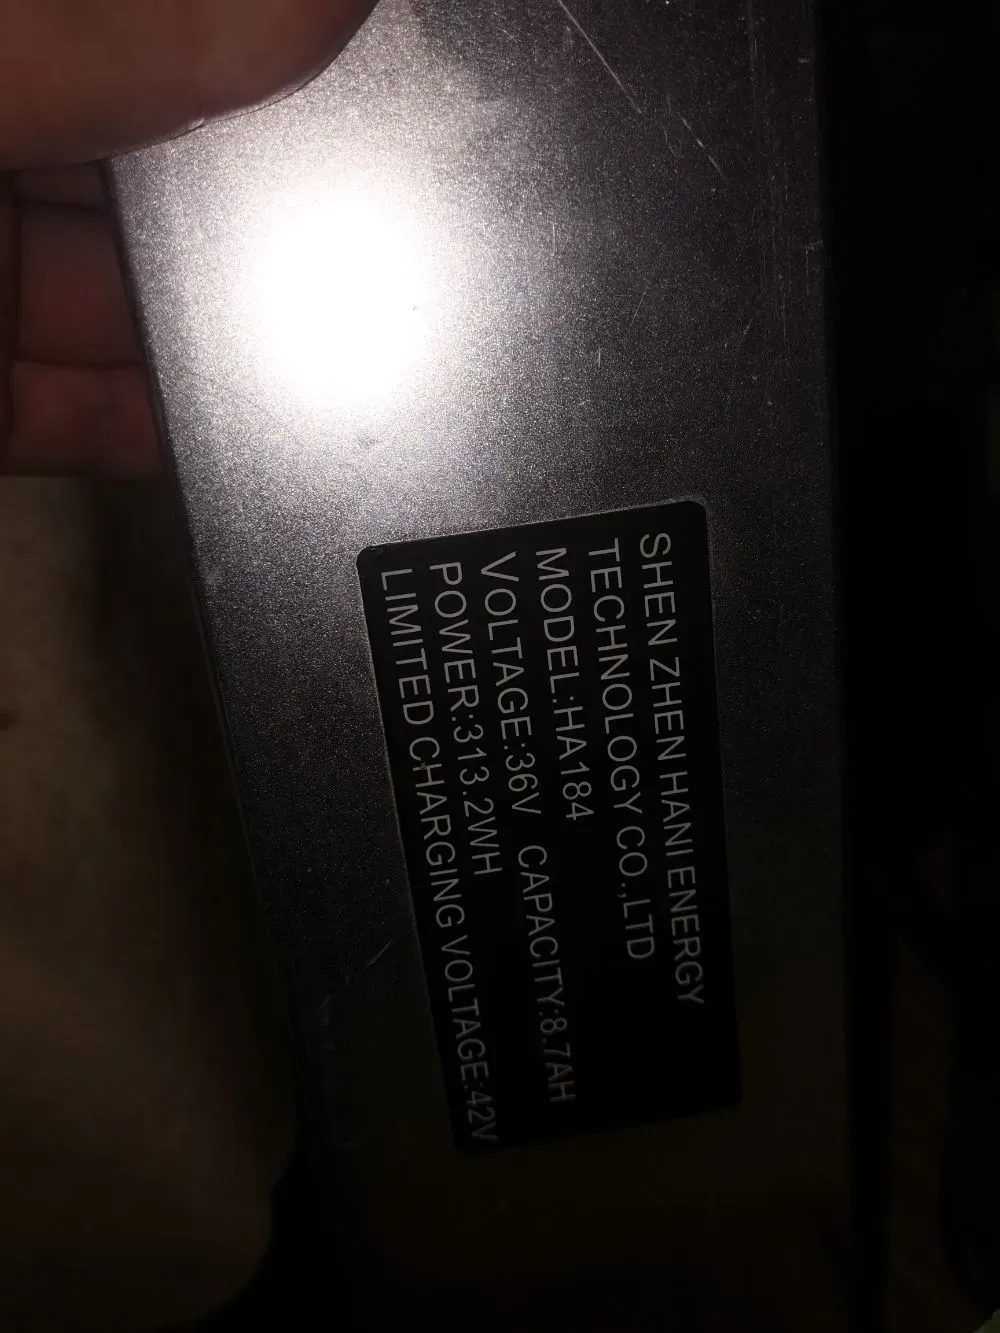 SHEN ZHEN HANI ENERGY
TECHNOLOGY CO.,LTD
MODEL:HA184
VOLTAGE:36V CAPACITY:8.7AH
POWER:313.2WH
LIMITED CHARGING VOLTAGE:42V